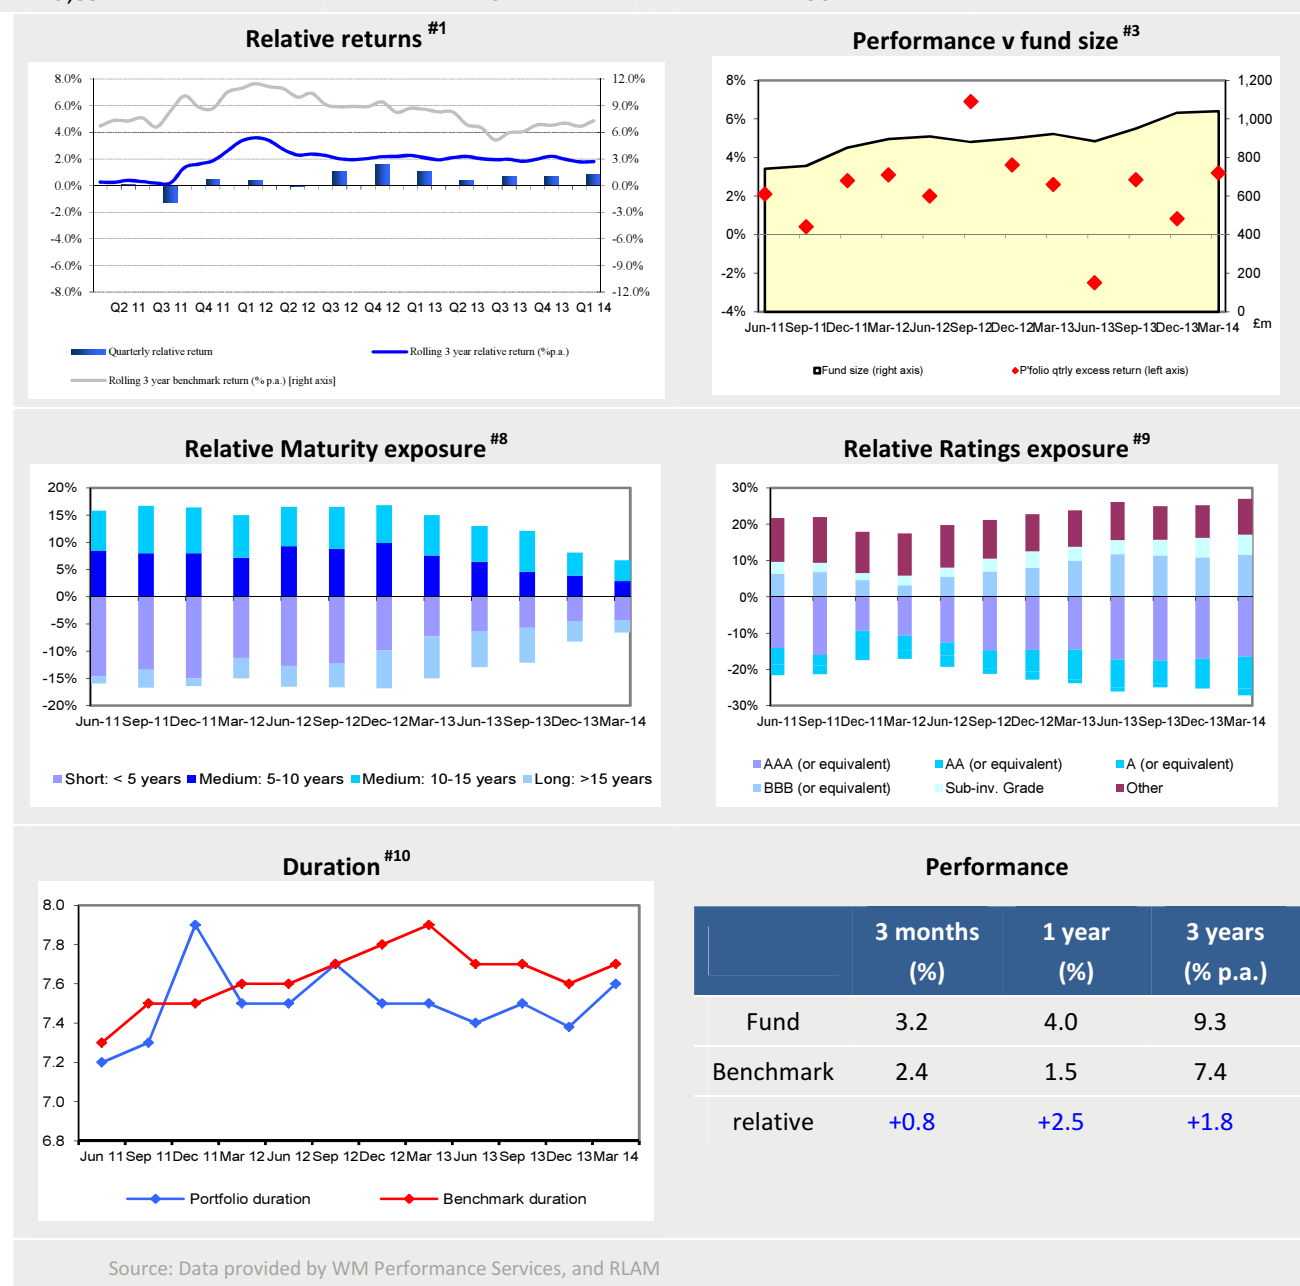 Relative returns #1
8.0%
6.0%
4.0%
2.0%
0.0%
-2.0%
-4.0%
-6.0%
-8.0%
12.0%
9.0%
6.0%
3.0%
0.0%
-3.0%
-6.0%
-9.0%
-12.0%
Q2 11 Q3 11 Q4 11 Q1 12 Q2 12 Q3 12 Q4 12 Q1 13 Q2 13 Q3 13 Q4 13 Q1 14
Quarterly relative return Rolling 3 year relative return (%p.a.)
Rolling 3 year benchmark return (% p.a.) [right axis]
Performance v fund size #3
8%
6%
4%
2%
0%
-2%
-4%
1,200
1,000
800
600
400
200
0
£m
Jun-11 Sep-11 Dec-11 Mar-12 Jun-12 Sep-12 Dec-12 Mar-13 Jun-13 Sep-13 Dec-13 Mar-14
Fund size (right axis) P'folio qtrly excess return (left axis)
Relative Maturity exposure #8
20%
15%
10%
5%
0%
-5%
-10%
-15%
-20%
Jun-11 Sep-11 Dec-11 Mar-12 Jun-12 Sep-12 Dec-12 Mar-13 Jun-13 Sep-13 Dec-13 Mar-14
Short: < 5 years Medium: 5-10 years Medium: 10-15 years Long: >15 years
Relative Ratings exposure #9
30%
20%
10%
0%
-10%
-20%
-30%
Jun-11 Sep-11 Dec-11 Mar-12 Jun-12 Sep-12 Dec-12 Mar-13 Jun-13 Sep-13 Dec-13 Mar-14
AAA (or equivalent) AA (or equivalent) A (or equivalent)
BBB (or equivalent) Sub-inv. Grade Other
Duration #10
8.0
7.8
7.6
7.4
7.2
7.0
6.8
Jun 11 Sep 11 Dec 11 Mar 12 Jun 12 Sep 12 Dec 12 Mar 13 Jun 13 Sep 13 Dec 13 Mar 14
Portfolio duration Benchmark duration
Performance
3 months 1 year 3 years
(%) (%) (% p.a.)
Fund 3.2 4.0 9.3
Benchmark 2.4 1.5 7.4
relative +0.8 +2.5 +1.8
Source: Data provided by WM Performance Services, and RLAM